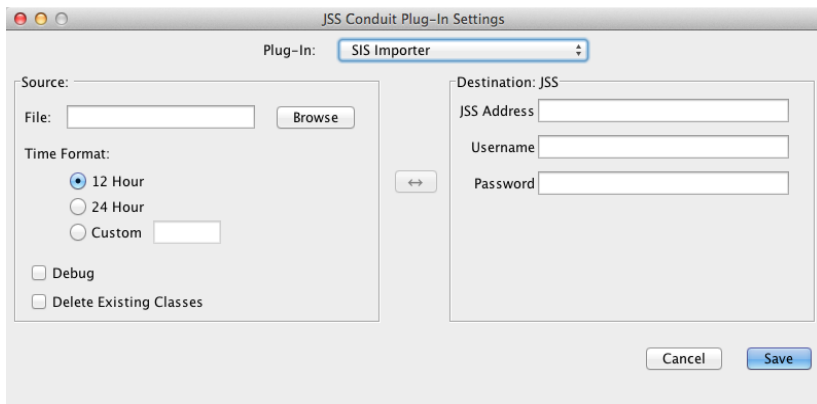 JSS Conduit Plug-In Settings
Plug-In: SIS Importer
Source:
File: Browse
Time Format:
12 Hour
24 Hour
Custom
Debug
Delete Existing Classes
Destination: JSS
JSS Address
Username
Password
Cancel Save